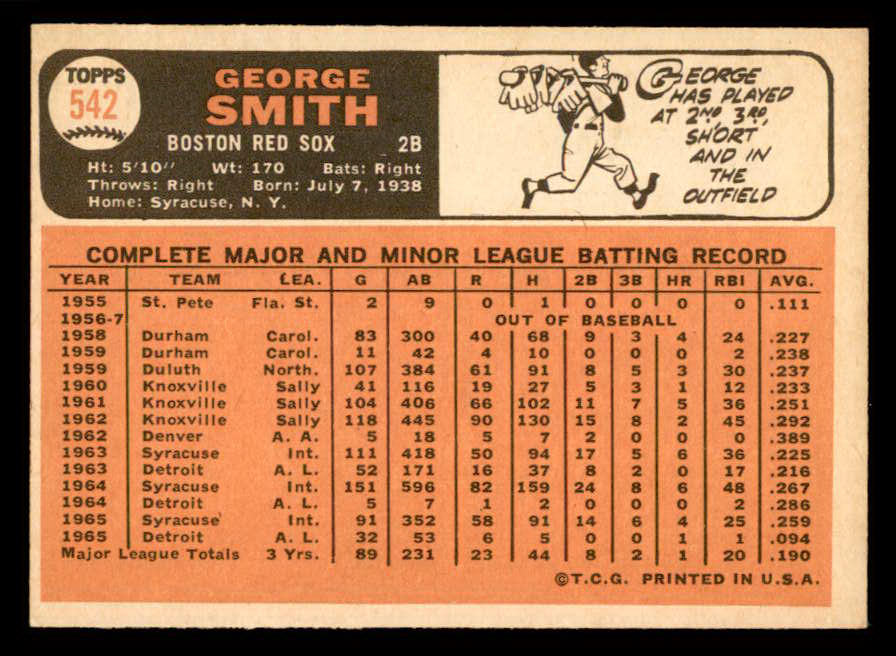 TOPPS
542
GEORGE
SMITH
BOSTON RED SOX 2B
Ht: 5'10" Wt: 170 Bats: Right
Throws: Right Born: July 7, 1938
Home: Syracuse, N. Y.
GEORGE
HAS PLAYED
AT 2ND, 3RD,
SHORT
AND IN
THE
OUTFIELD
COMPLETE MAJOR AND MINOR LEAGUE BATTING RECORD
YEAR TEAM LEA. G AB R H 2B 3B HR RBI AVG.
1955 St. Pete Fla. St. 2 9 0 1 0 0 0 0 .111
1956-7 OUT OF BASEBALL
1958 Durham Carol. 83 300 40 68 9 3 4 24 .227
1959 Durham Carol. 11 42 4 10 0 0 0 2 .238
1959 Duluth North. 107 384 61 91 8 5 3 30 .237
1960 Knoxville Sally 41 116 19 27 5 3 1 12 .233
1961 Knoxville Sally 104 406 66 102 11 7 5 36 .251
1962 Knoxville Sally 118 445 90 130 15 8 2 45 .292
1962 Denver A. A. 5 18 5 7 2 0 0 0 .389
1963 Syracuse Int. 111 418 50 94 17 5 6 36 .225
1963 Detroit A. L. 52 171 16 37 8 2 0 17 .216
1964 Syracuse Int. 151 596 82 159 24 8 6 48 .267
1964 Detroit A. L. 5 7 1 2 0 0 0 2 .286
1965 Syracuse Int. 91 352 58 91 14 6 4 25 .259
1965 Detroit A. L. 32 53 6 5 0 0 1 1 .094
Major League Totals 3 Yrs. 89 231 23 44 8 2 1 20 .190
©T.C.G. PRINTED IN U.S.A.